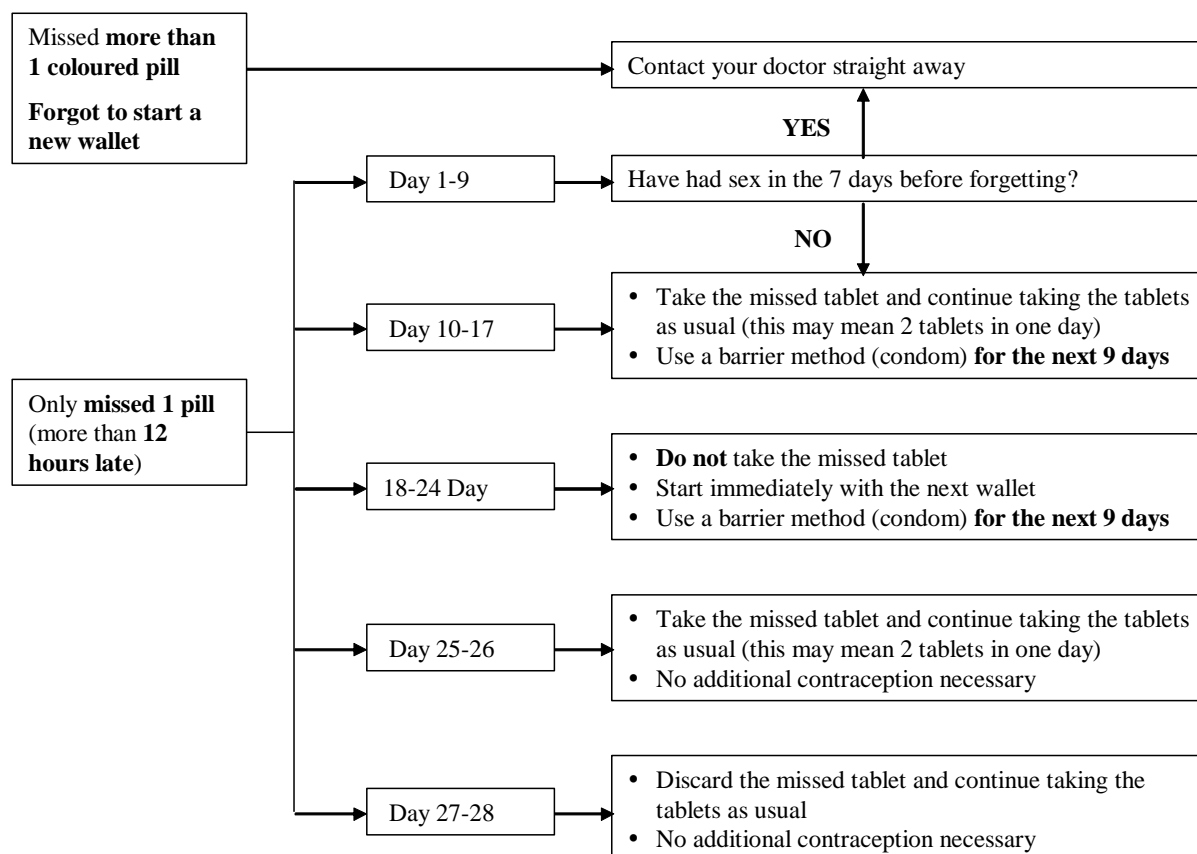 Missed more than
1 coloured pill
Forgot to start a
new wallet
Contact your doctor straight away
YES
Day 1-9
Have had sex in the 7 days before forgetting?
NO
Day 10-17
• Take the missed tablet and continue taking the tablets
as usual (this may mean 2 tablets in one day)
• Use a barrier method (condom) for the next 9 days
Only missed 1 pill
(more than 12
hours late)
18-24 Day
• Do not take the missed tablet
• Start immediately with the next wallet
• Use a barrier method (condom) for the next 9 days
Day 25-26
• Take the missed tablet and continue taking the tablets
as usual (this may mean 2 tablets in one day)
• No additional contraception necessary
Day 27-28
• Discard the missed tablet and continue taking the
tablets as usual
• No additional contraception necessary